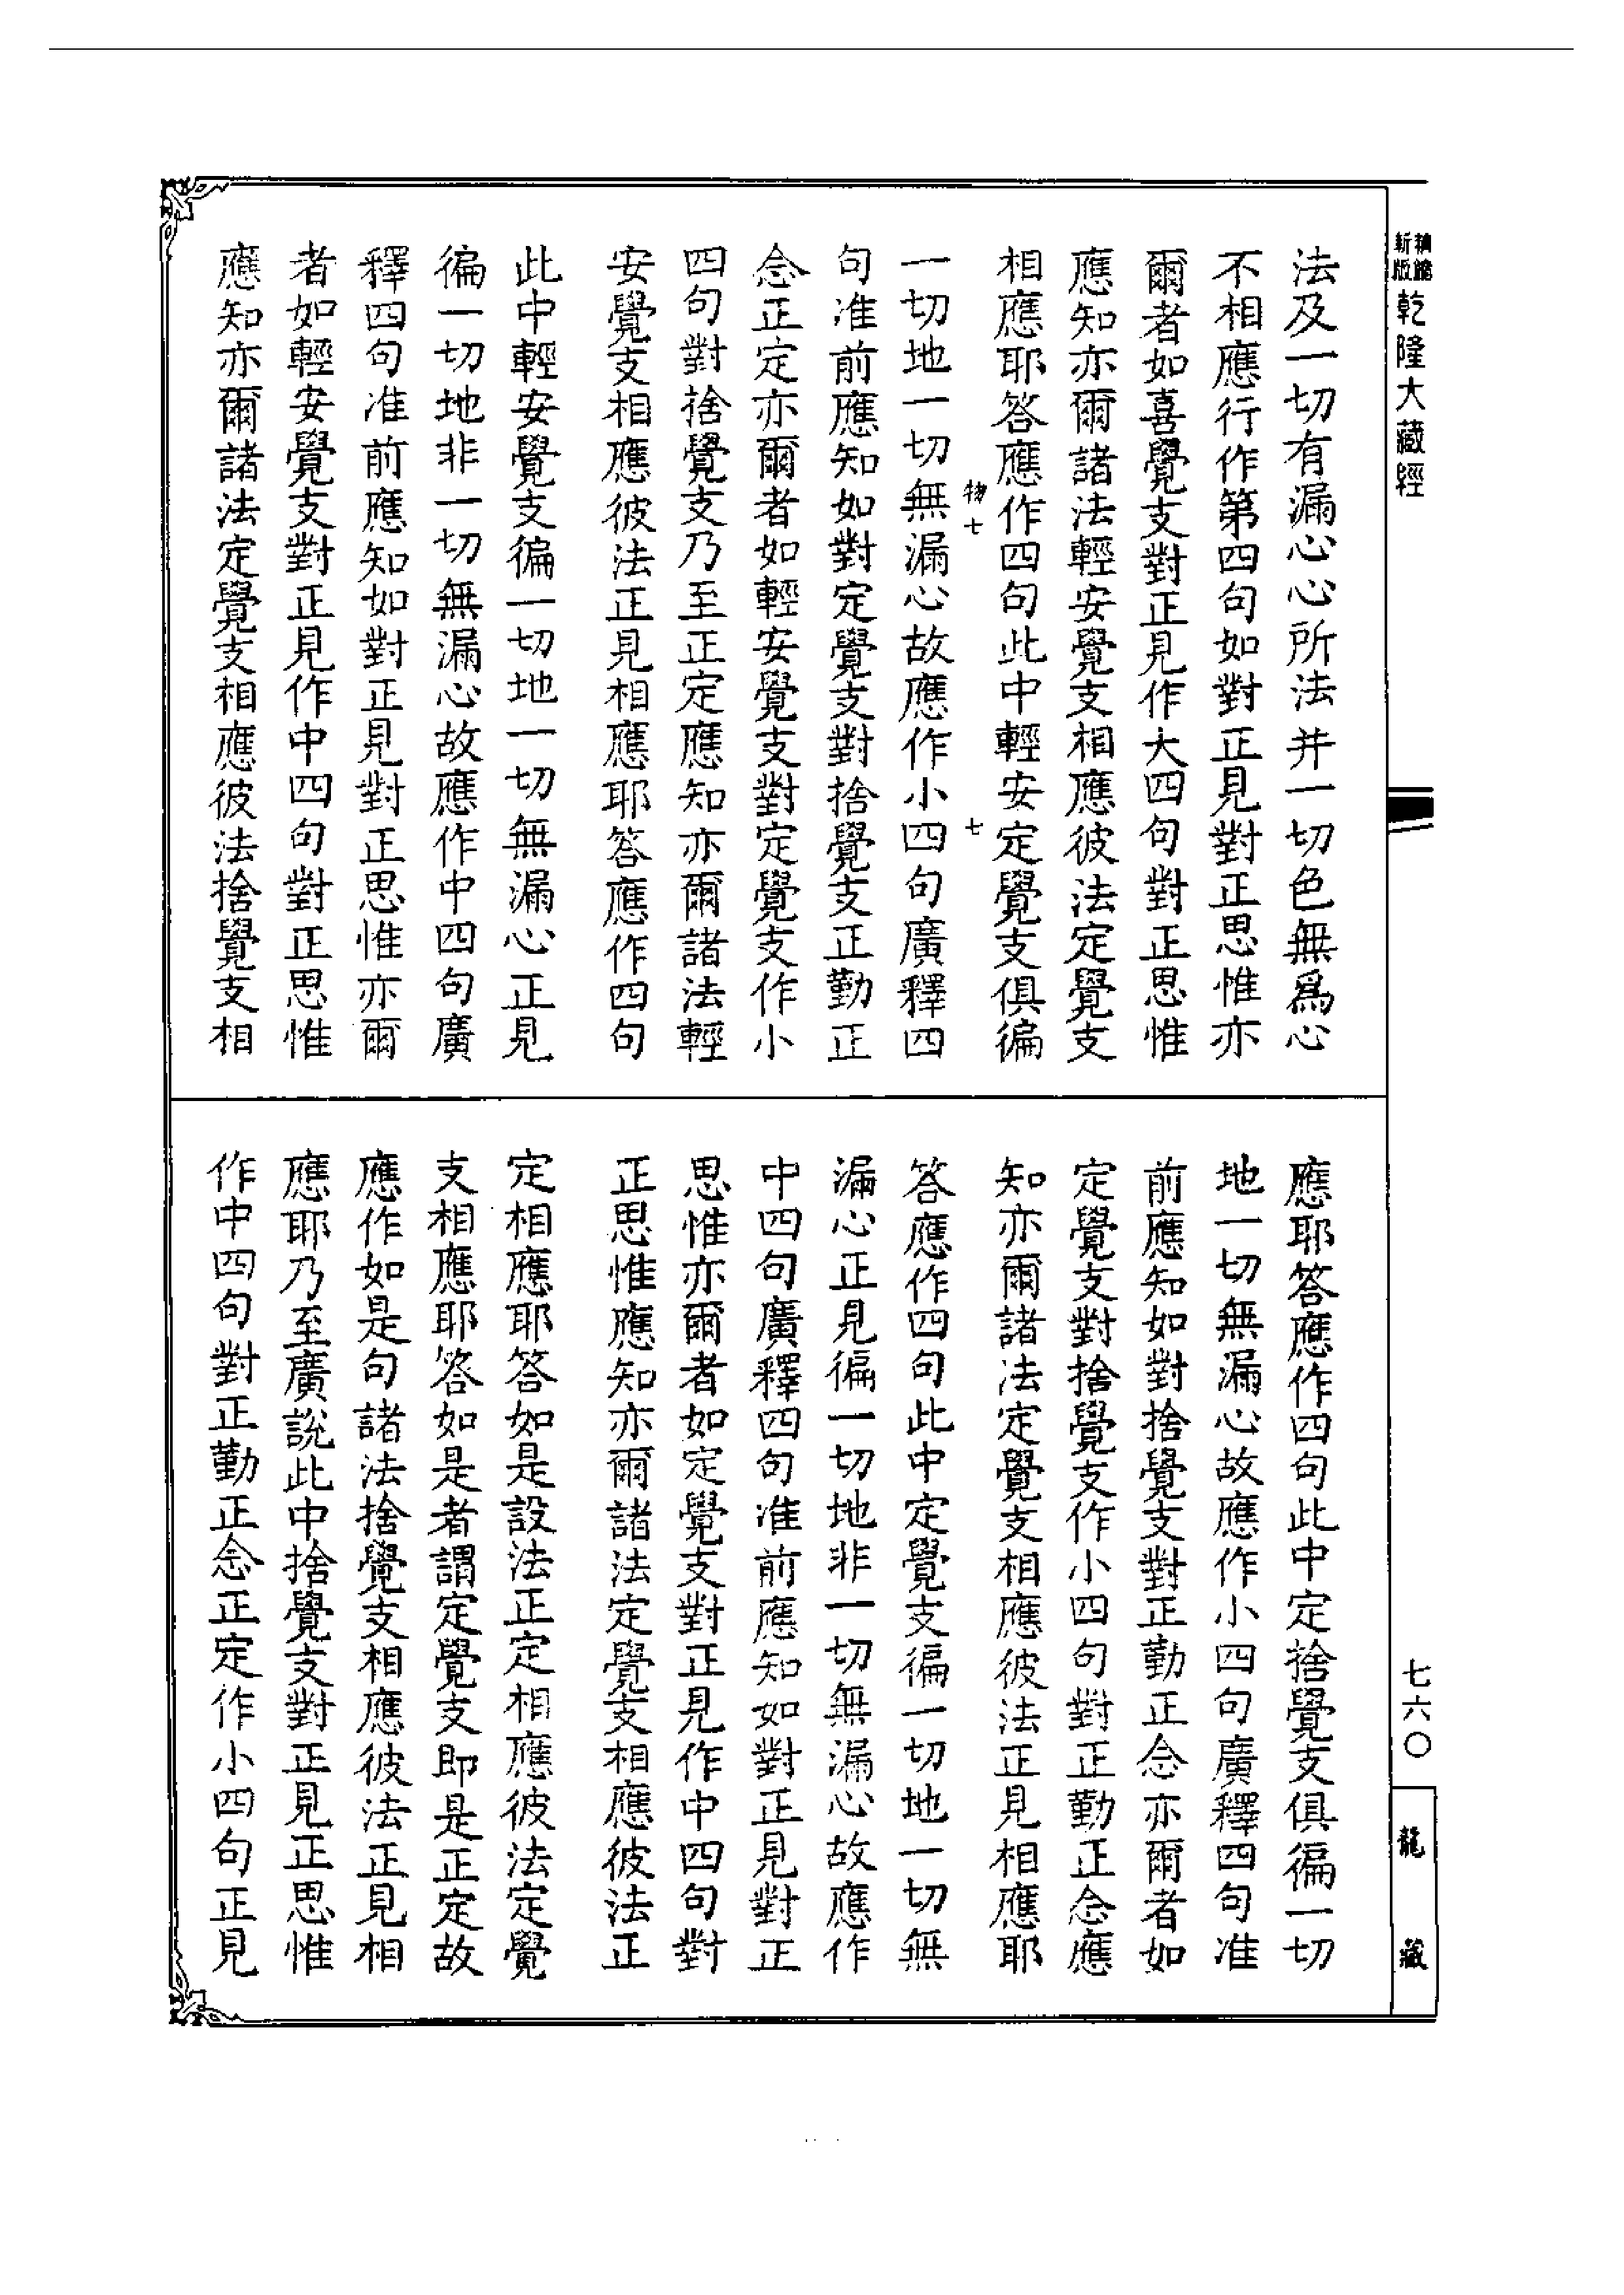 新版精縮乾隆大藏經
法及一切有漏心心所法并一切色無爲心
不相應行作第四句如對正見對正思惟亦
爾者如喜覺支對正見作大四句對正思惟
應知亦爾諸法輕安覺支相應彼法定覺支
相應耶答應作四句此中輕安定覺支俱徧
物七 七
一切地一切無漏心故應作小四句廣釋四
句准前應知如對定覺支對捨覺支正勤正
念正定亦爾者如輕安覺支對定覺支作小
四句對捨覺支乃至正定應知亦爾諸法輕
安覺支相應彼法正見相應耶答應作四句
此中輕安覺支徧一切地一切無漏心正見
徧一切地非一切無漏心故應作中四句廣
釋四句准前應知如對正見對正思惟亦爾
者如輕安覺支對正見作中四句對正思惟
應知亦爾諸法定覺支相應彼法捨覺支相
應耶答應作四句此中定捨覺支俱徧一切
地一切無漏心故應作小四句廣釋四句准
前應知如對捨覺支對正勤正念亦爾者如
定覺支對捨覺支作小四句對正勤正念應
知亦爾諸法定覺支相應彼法正見相應耶
答應作四句此中定覺支徧一切地一切無
漏心正見徧一切地非一切無漏心故應作
中四句廣釋四句准前應知如對正見對正
思惟亦爾者如定覺支對正見作中四句對
正思惟應知亦爾諸法定覺支相應彼法正
定相應耶答如是設法正定相應彼法定覺
支相應耶答如是者謂定覺支即是正定故
應作如是句諸法捨覺支相應彼法正見相
應耶乃至廣說此中捨覺支對正見正思惟
作中四句對正勤正念正定作小四句正見
七六〇
龍藏